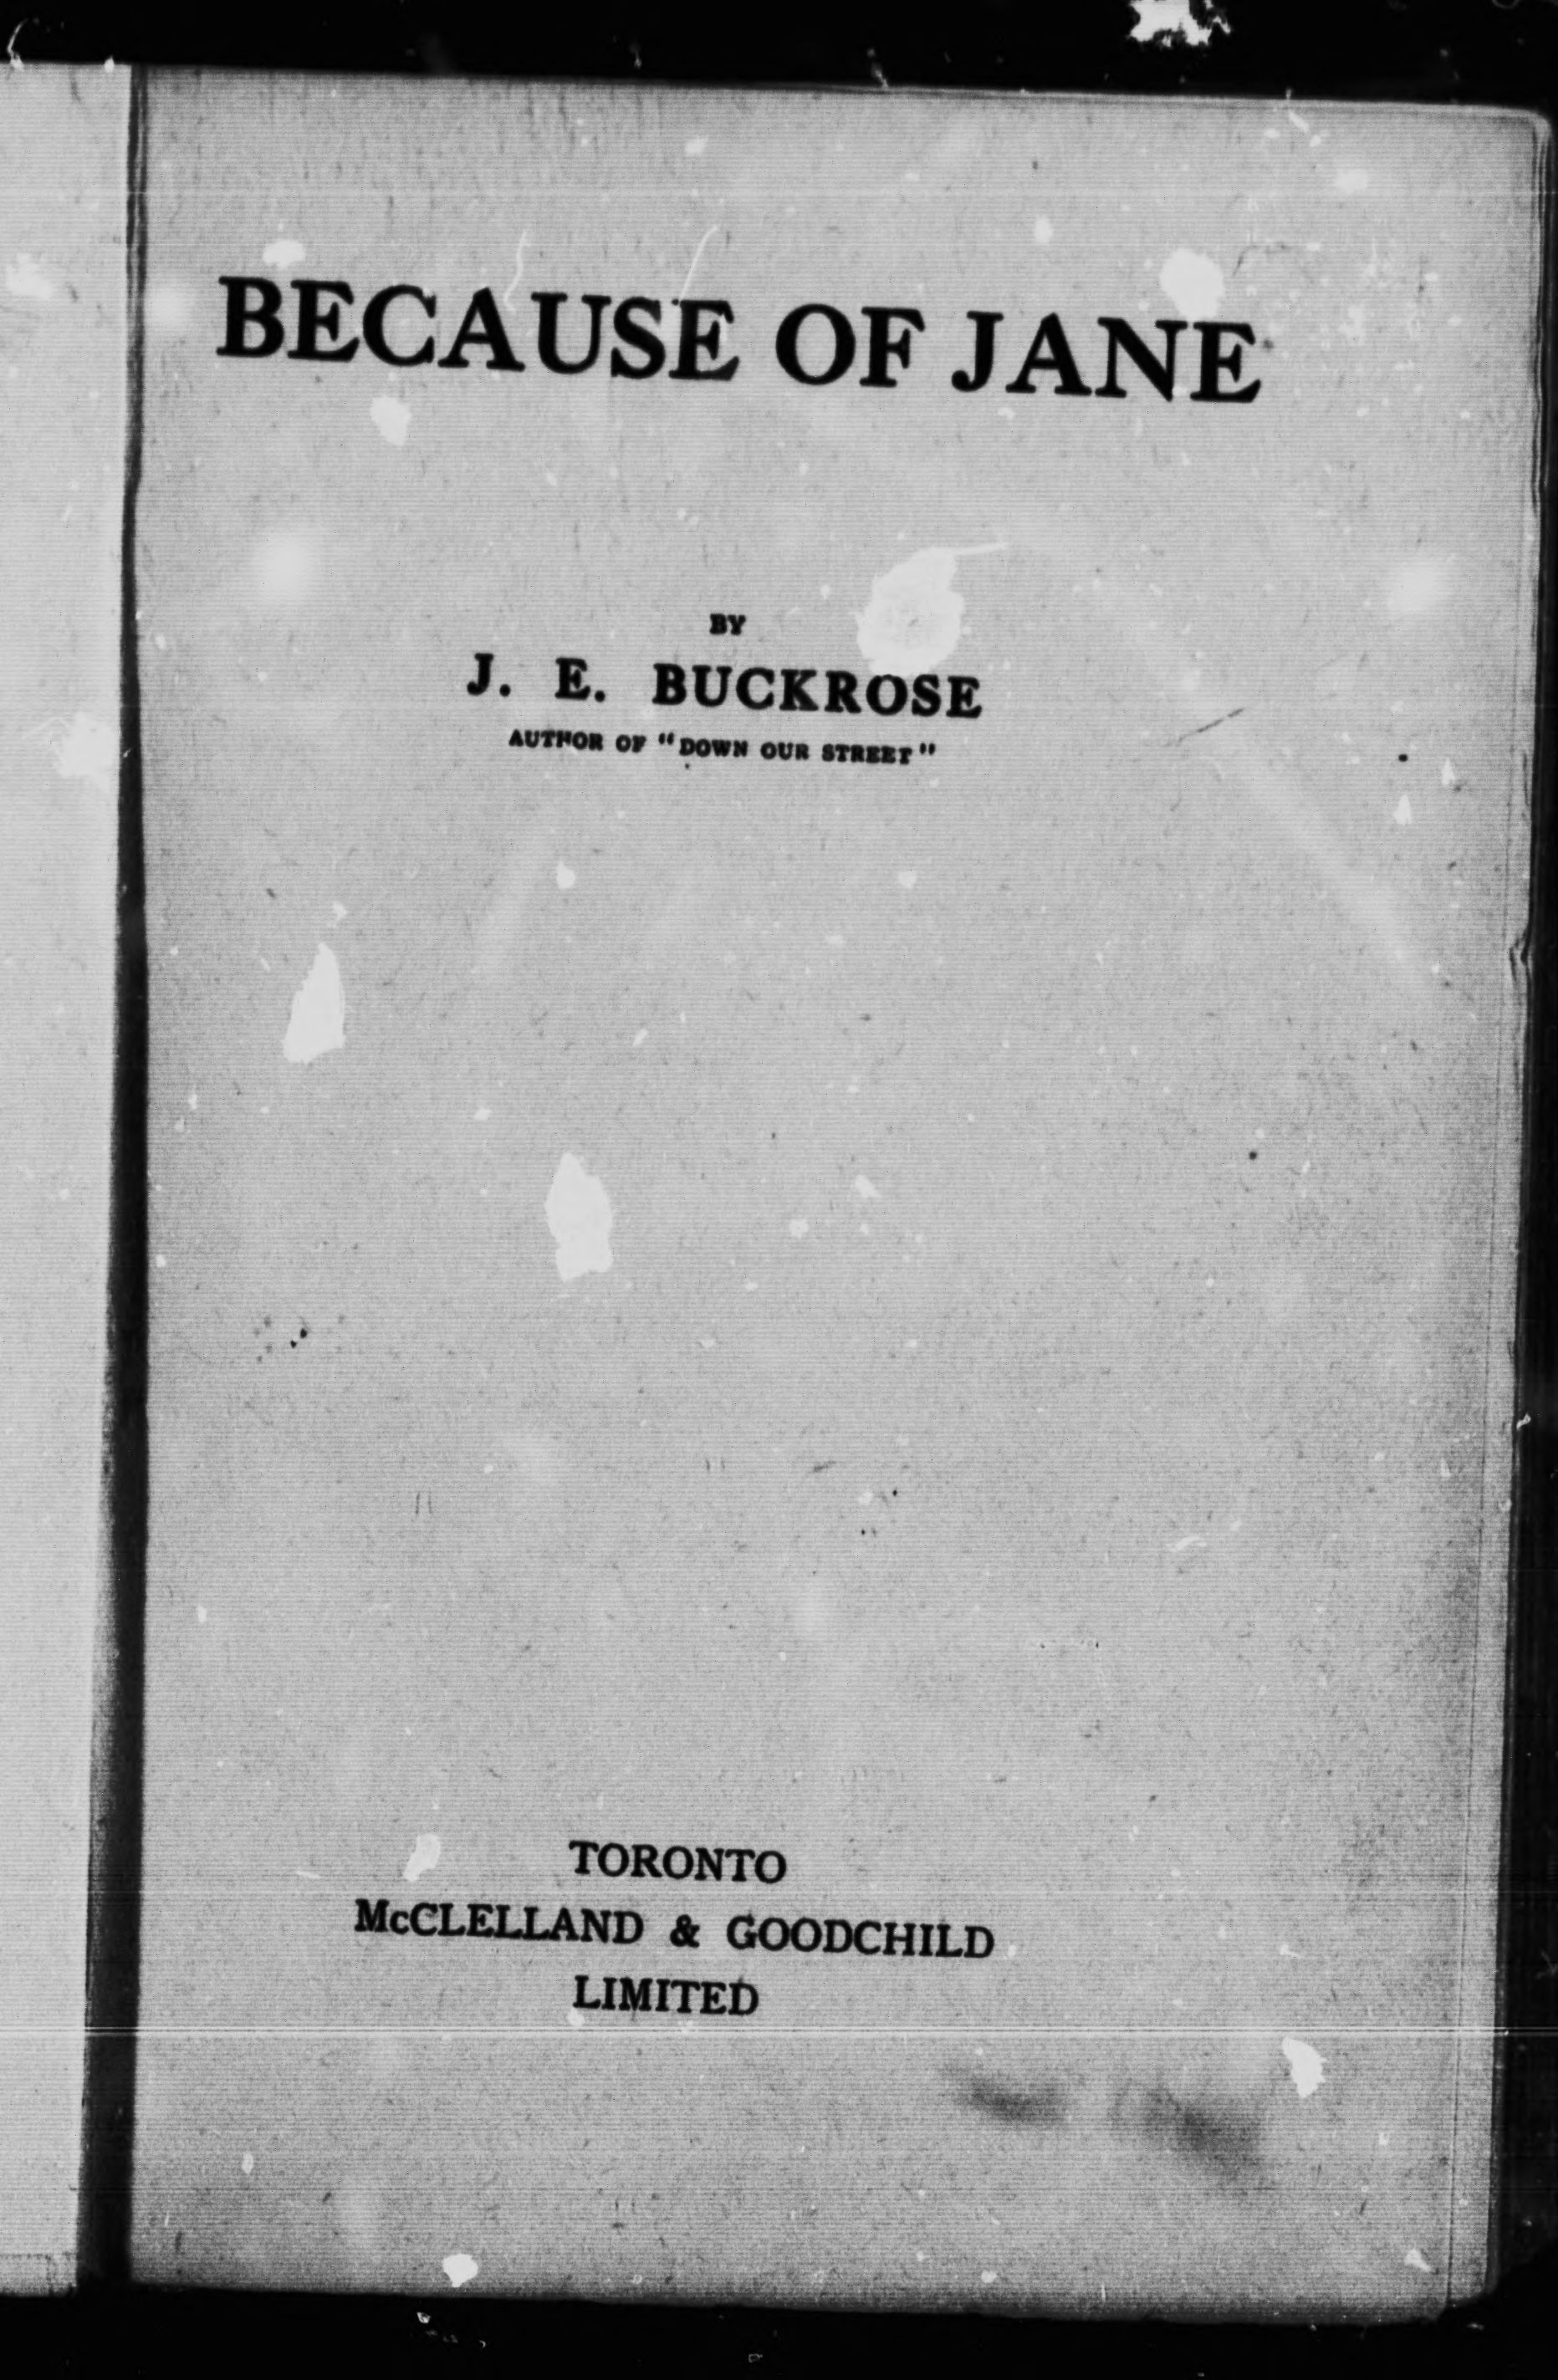 BECAUSE OF JANE
BY
J. E. BUCKROSE
AUTHOR OF "DOWN OUR STREET"
TORONTO
McCLELLAND & GOODCHILD
LIMITED